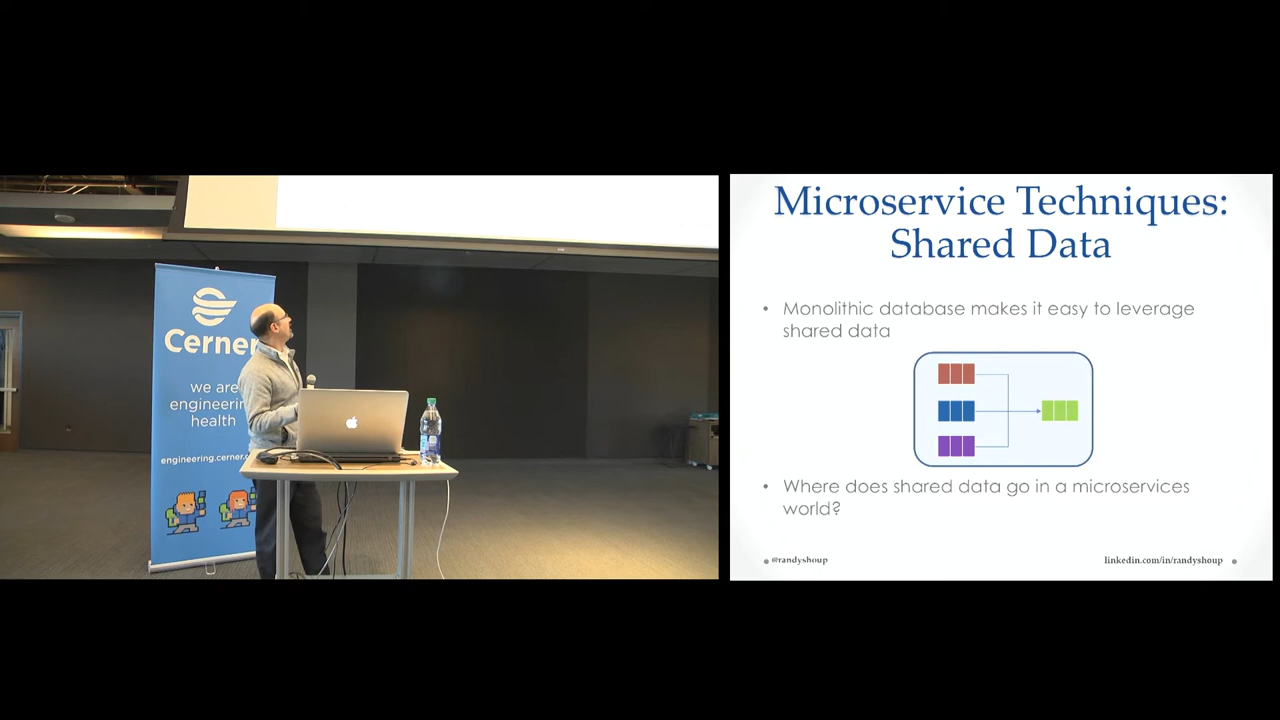 Cerner
we are
engineerin
health
engineering.cerner.c
Microservice Techniques:
Shared Data
• Monolithic database makes it easy to leverage
shared data
• Where does shared data go in a microservices
world?
@randyshoup
linkedin.com/in/randyshoup